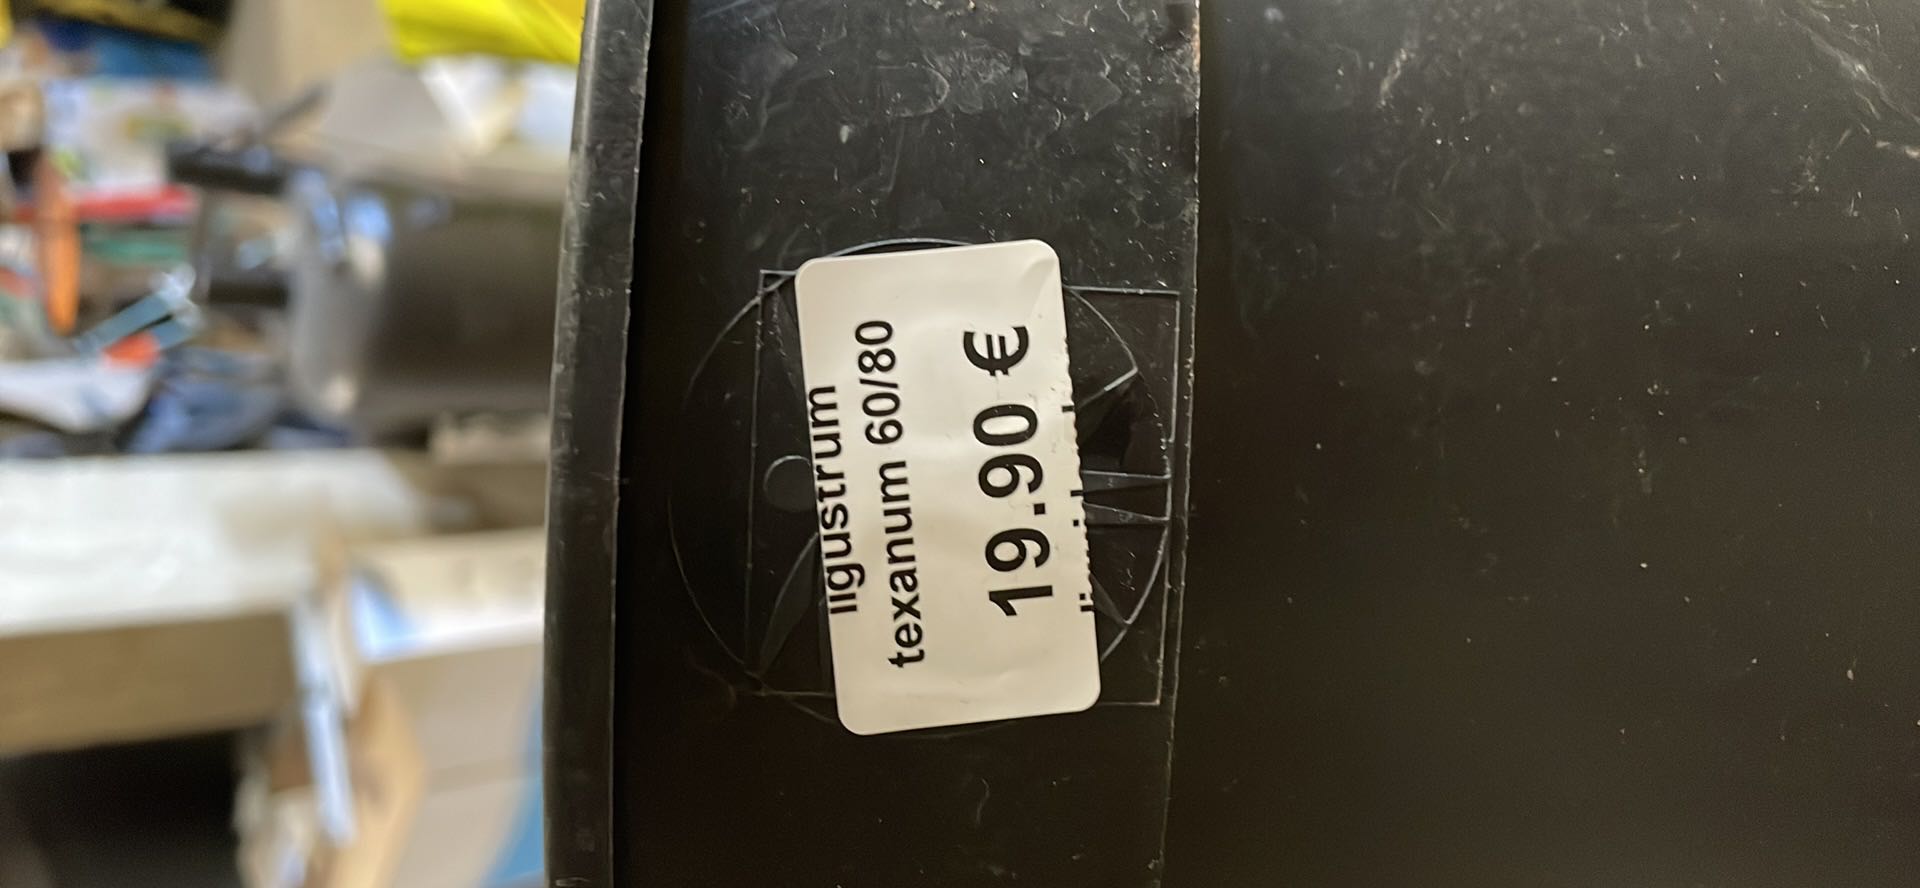 ligustrum
texanum 60/80
19.90 €